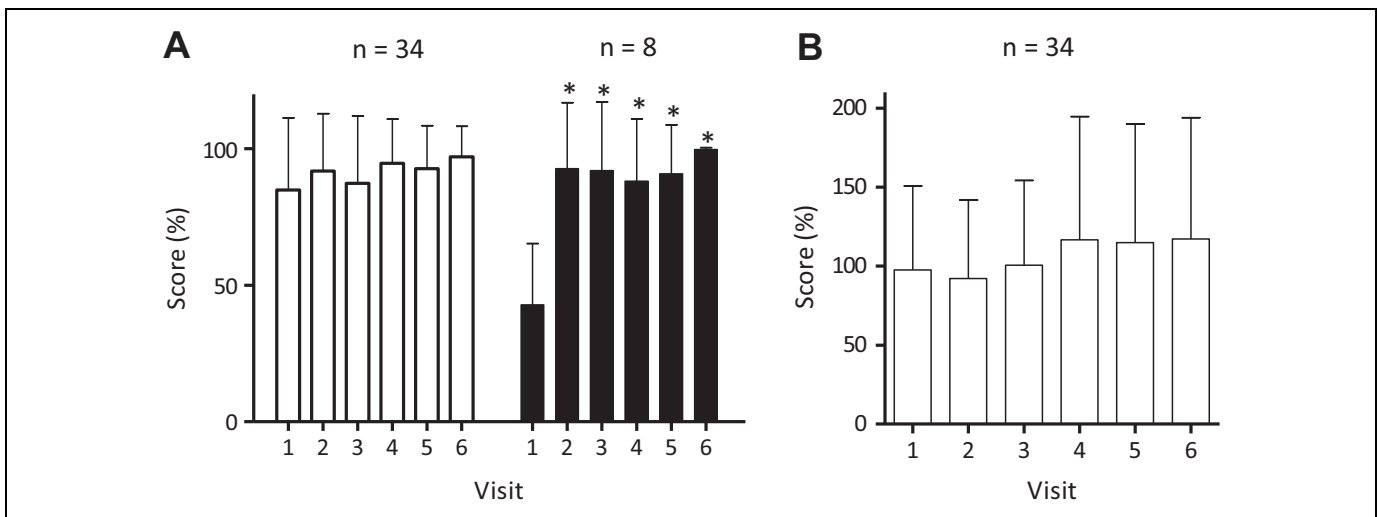 A
n = 34
n = 8
Score (%)
100
50
0
* * * * *
1 2 3 4 5 6
1 2 3 4 5 6
Visit
B
n = 34
Score (%)
200
150
100
50
0
1 2 3 4 5 6
Visit